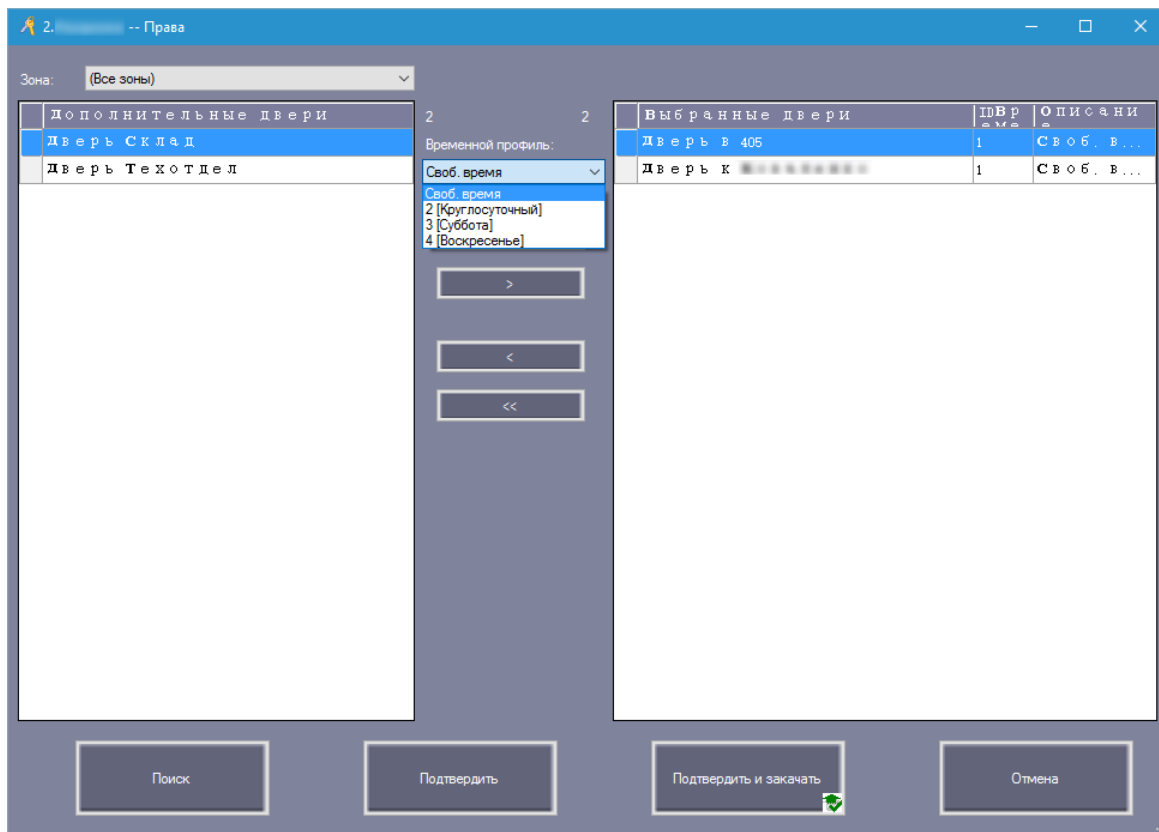 2. -- Права
Зона: (Все зоны)
Дополнительные двери
Дверь Склад
Дверь Техотдел
2 2
Временной профиль:
Своб. время
Своб. время
2 [Круглосуточный]
3 [Суббота]
4 [Воскресенье]
>
<
<<
Выбранные двери IDВр Описани
Дверь в 405 1 Своб. в...
Дверь к 1 Своб. в...
Поиск Подтвердить Подтвердить и закачать Отмена